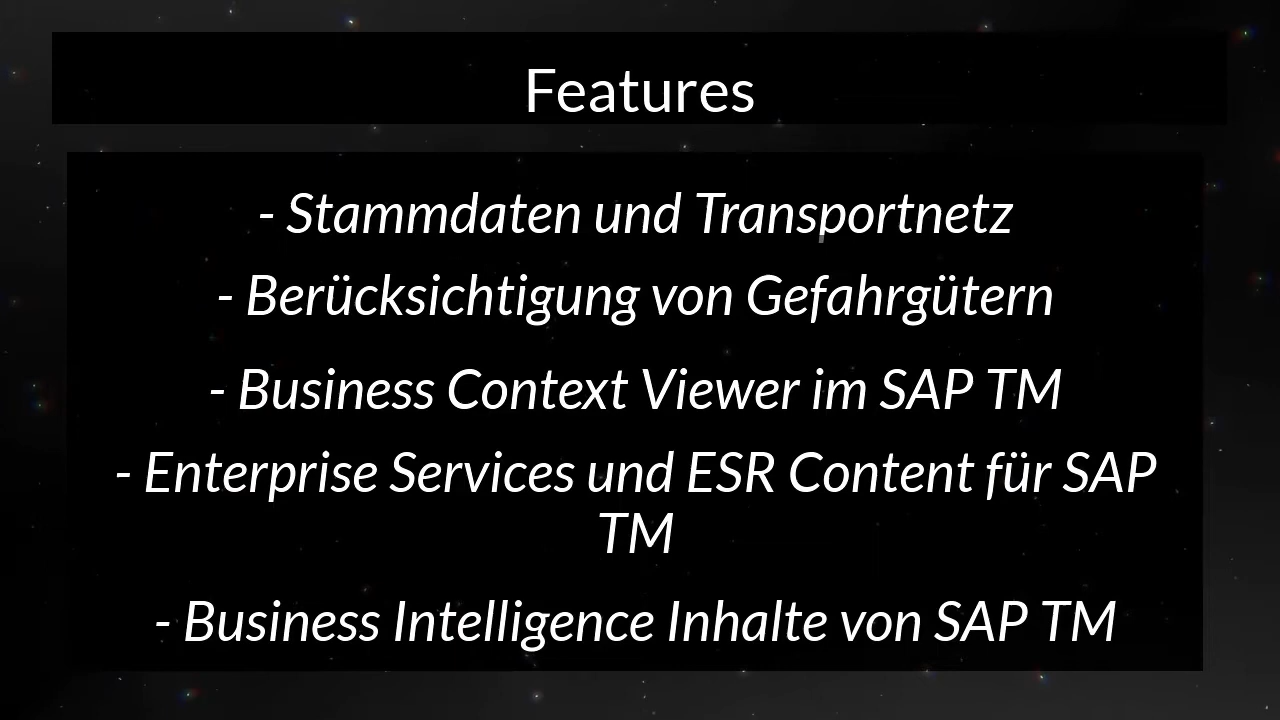 Features
- Stammdaten und Transportnetz
- Berücksichtigung von Gefahrgütern
- Business Context Viewer im SAP TM
- Enterprise Services und ESR Content für SAP
TM
- Business Intelligence Inhalte von SAP TM